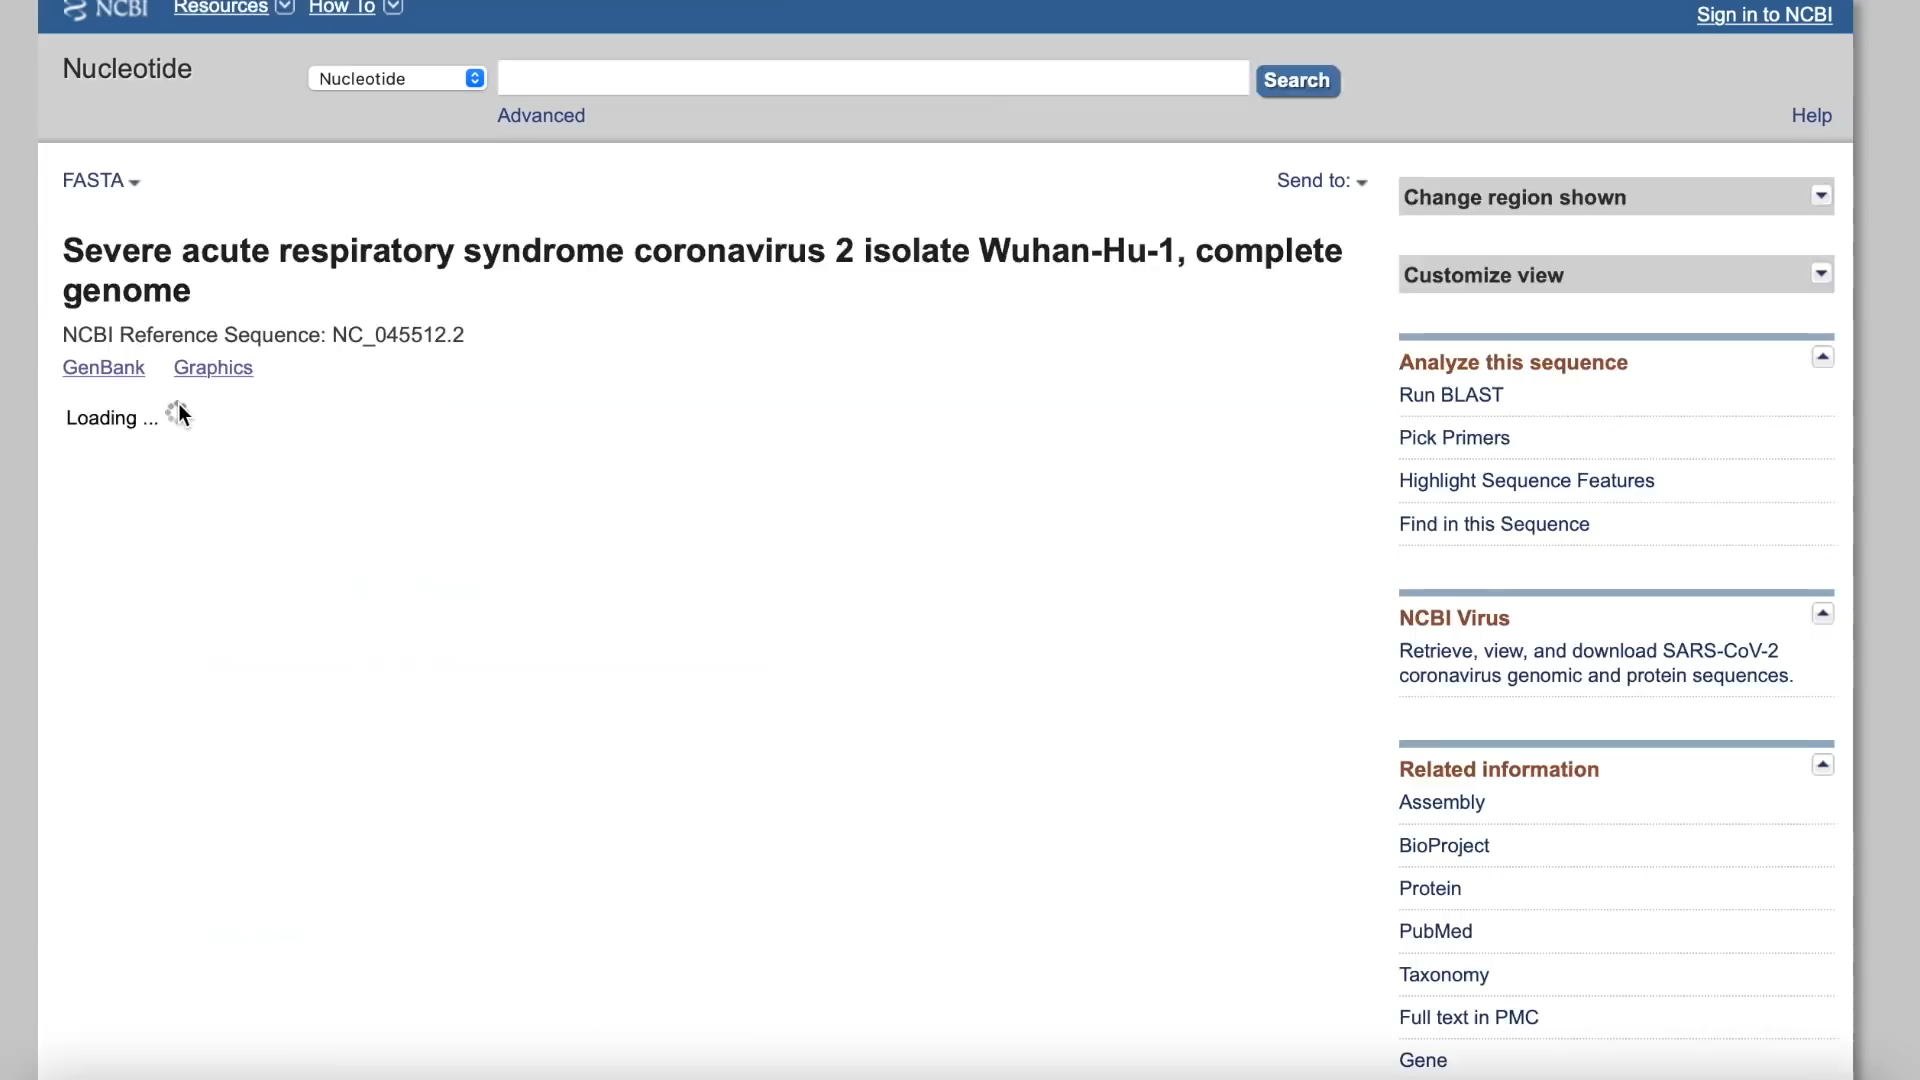 NCBI Resources How To Sign in to NCBI
Nucleotide
Nucleotide Search
Advanced Help
FASTA Send to:
Severe acute respiratory syndrome coronavirus 2 isolate Wuhan-Hu-1, complete
genome
NCBI Reference Sequence: NC_045512.2
GenBank Graphics
Loading ...
Change region shown
Customize view
Analyze this sequence
Run BLAST
Pick Primers
Highlight Sequence Features
Find in this Sequence
NCBI Virus
Retrieve, view, and download SARS-CoV-2
coronavirus genomic and protein sequences.
Related information
Assembly
BioProject
Protein
PubMed
Taxonomy
Full text in PMC
Gene